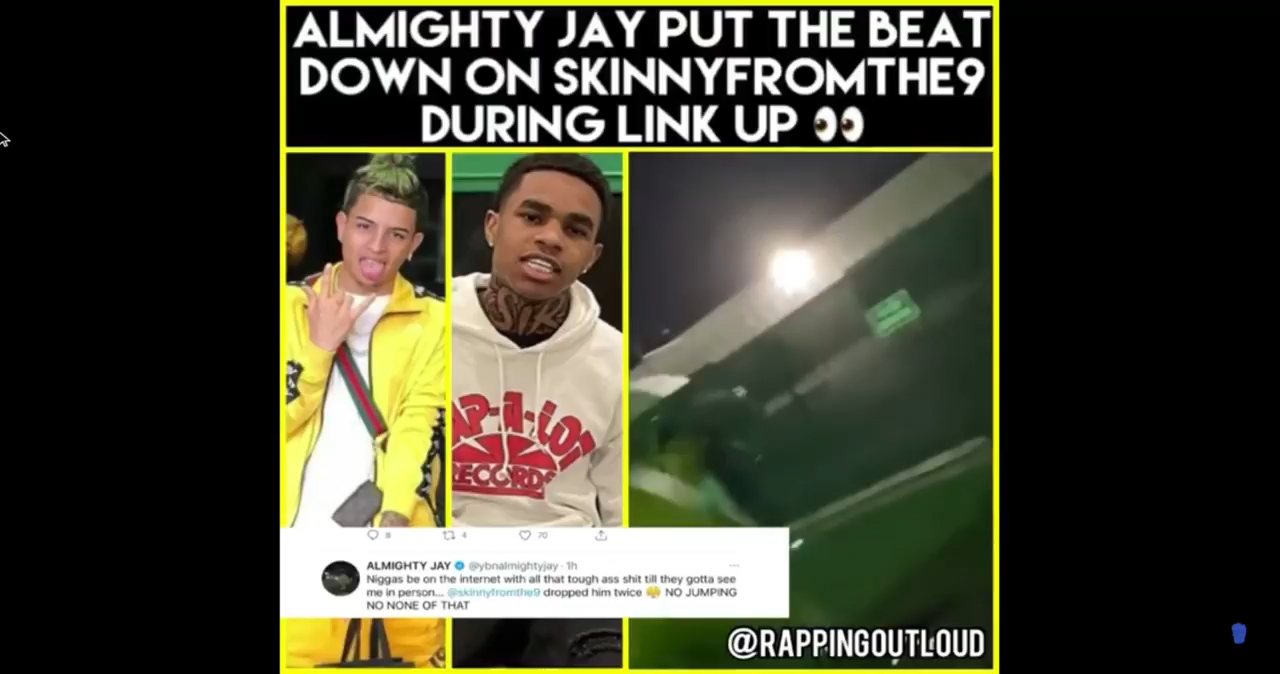 ALMIGHTY JAY PUT THE BEAT
DOWN ON SKINNYFROMTHE9
DURING LINK UP 👀
SIR
AP-A-LOT
RECORDS
8 4 70
ALMIGHTY JAY @ybnalmightyjay · 1h
Niggas be on the internet with all that tough ass shit till they gotta see
me in person... @skinnyfromthe9 dropped him twice 😤 NO JUMPING
NO NONE OF THAT
@RAPPINGOUTLOUD